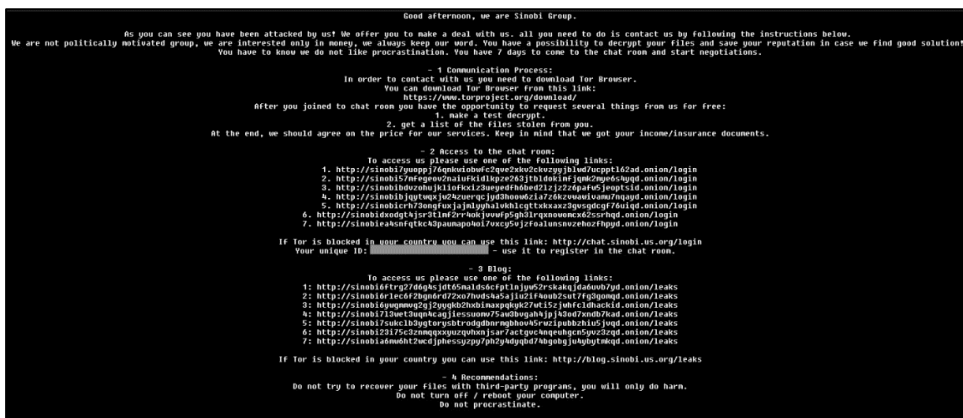 Good afternoon, we are Sinobi Group.
As you can see you have been attacked by us! We offer you to make a deal with us. all you need to do is contact us by following the instructions below.
We are not politically motivated group, we are interested only in money, we always keep our word. You have a possibility to decrypt your files and save your reputation in case we find good solution!
You have to know we do not like procrastination. You have 7 days to come to the chat room and start negotiations.
- 1 Communication Process:
In order to contact with us you need to download Tor Browser.
You can download Tor Browser from this link:
https://www.torproject.org/download/
After you joined to chat room you have the opportunity to request several things from us for free:
1. make a test decrypt.
2. get a list of the files stolen from you.
At the end, we should agree on the price for our services. Keep in mind that we got your income/insurance documents.
- 2 Access to the chat room:
To access us please use one of the following links:
1.
2.
3.
4.
5.
6.
7.
If Tor is blocked in your country you can use this link: http://chat.sinobi.us.org/login
Your unique ID: - use it to register in the chat room.
- 3 Blog:
To access us please use one of the following links:
1:
2:
3:
4:
5:
6:
7:
If Tor is blocked in your country you can use this link: http://blog.sinobi.us.org/leaks
- 4 Recommendations:
Do not try to recover your files with third-party programs, you will only do harm.
Do not turn off / reboot your computer.
Do not procrastinate.